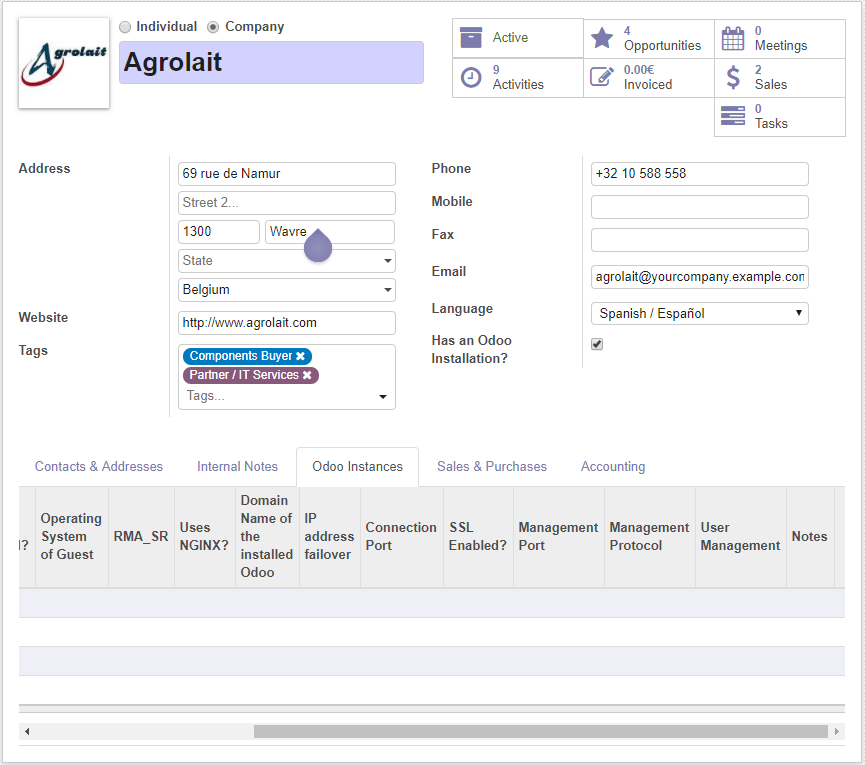 Agrolait
Individual Company
Agrolait
Active
4
Opportunities
0
Meetings
9
Activities
0.00€
Invoiced
2
Sales
0
Tasks
Address
69 rue de Namur
Street 2...
1300 Wavre
State
Belgium
Website
http://www.agrolait.com
Tags
Components Buyer ✖
Partner / IT Services ✖
Tags...
Phone
+32 10 588 558
Mobile
Fax
Email
agrolait@yourcompany.example.con
Language
Spanish / Español
Has an Odoo
Installation?
Contacts & Addresses Internal Notes Odoo Instances Sales & Purchases Accounting
l?
Operating
System
of Guest
RMA_SR
Uses
NGINX?
Domain
Name of
the
installed
Odoo
IP
address
failover
Connection
Port
SSL
Enabled?
Management
Port
Management
Protocol
User
Management
Notes